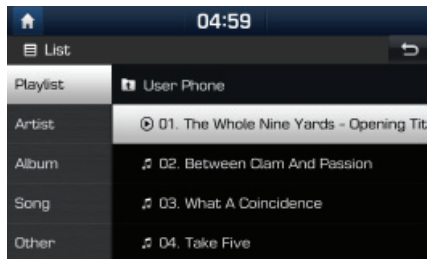 04:59
List
Playlist
User Phone
Artist
01. The Whole Nine Yards - Opening Tit
Album
02. Between Clam And Passion
Song
03. What A Coincidence
Other
04. Take Five